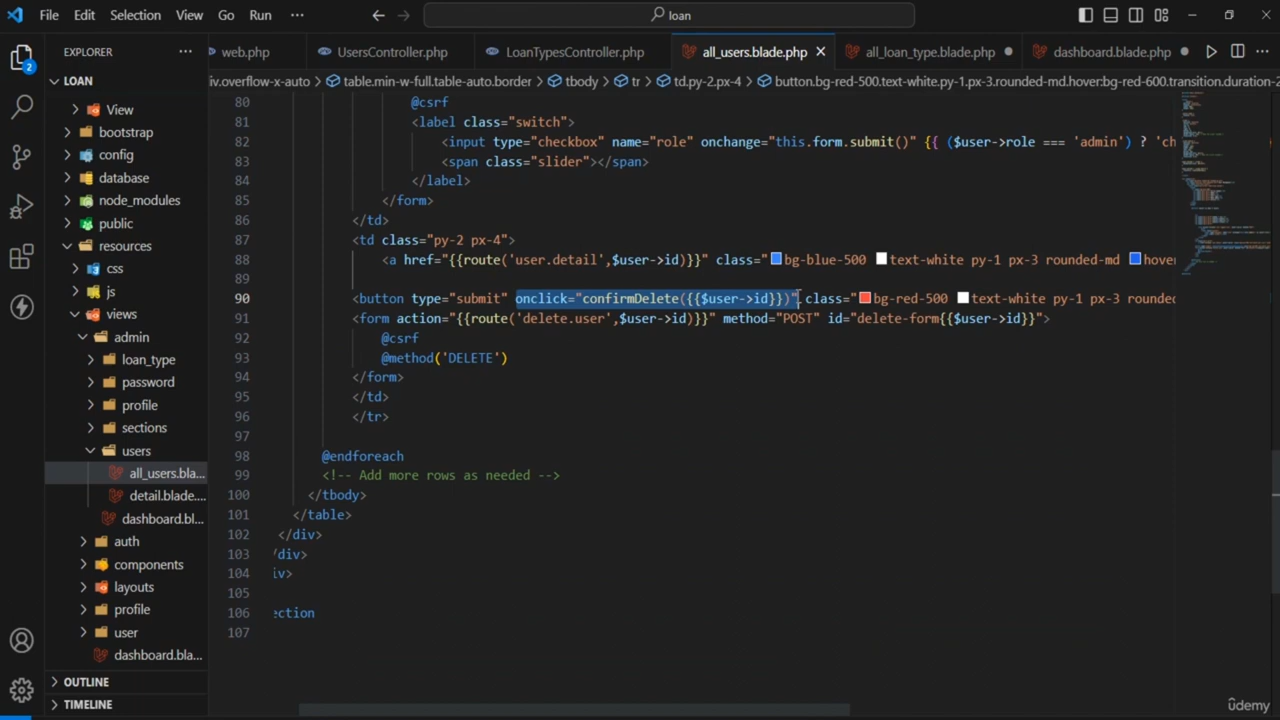 File Edit Selection View Go Run ··· loan
EXPLORER ··· web.php UsersController.php LoanTypesController.php all_users.blade.php all_loan_type.blade.php dashboard.blade.php
LOAN iv.overflow-x-auto > table.min-w-full.table-auto.border > tbody > tr > td.py-2.px-4 > button.bg-red-500.text-white.py-1.px-3.rounded-md.hover:bg-red-600.transition.duration-2
2
View
bootstrap
config
database
node_modules
public
resources
css
js
views
admin
loan_type
password
profile
sections
users
all_users.bla...
detail.blade....
dashboard.bl...
auth
components
layouts
profile
user
dashboard.bla...
OUTLINE
TIMELINE
80 @csrf
81 <label class="switch">
82 <input type="checkbox" name="role" onchange="this.form.submit()" {{ ($user->role === 'admin') ? 'ch
83 <span class="slider"></span>
84 </label>
85 </form>
86 </td>
87 <td class="py-2 px-4">
88 <a href="{{route('user.detail',$user->id)}}" class="bg-blue-500 text-white py-1 px-3 rounded-md hover
89
90 <button type="submit" onclick="confirmDelete({{$user->id}})" class="bg-red-500 text-white py-1 px-3 rounded
91 <form action="{{route('delete.user',$user->id)}}" method="POST" id="delete-form{{$user->id}}">
92 @csrf
93 @method('DELETE')
94 </form>
95 </td>
96 </tr>
97
98 @endforeach
99 <!-- Add more rows as needed -->
100 </tbody>
101 </table>
102 </div>
103 /div>
104 iv>
105
106 ection
107
ûdemy